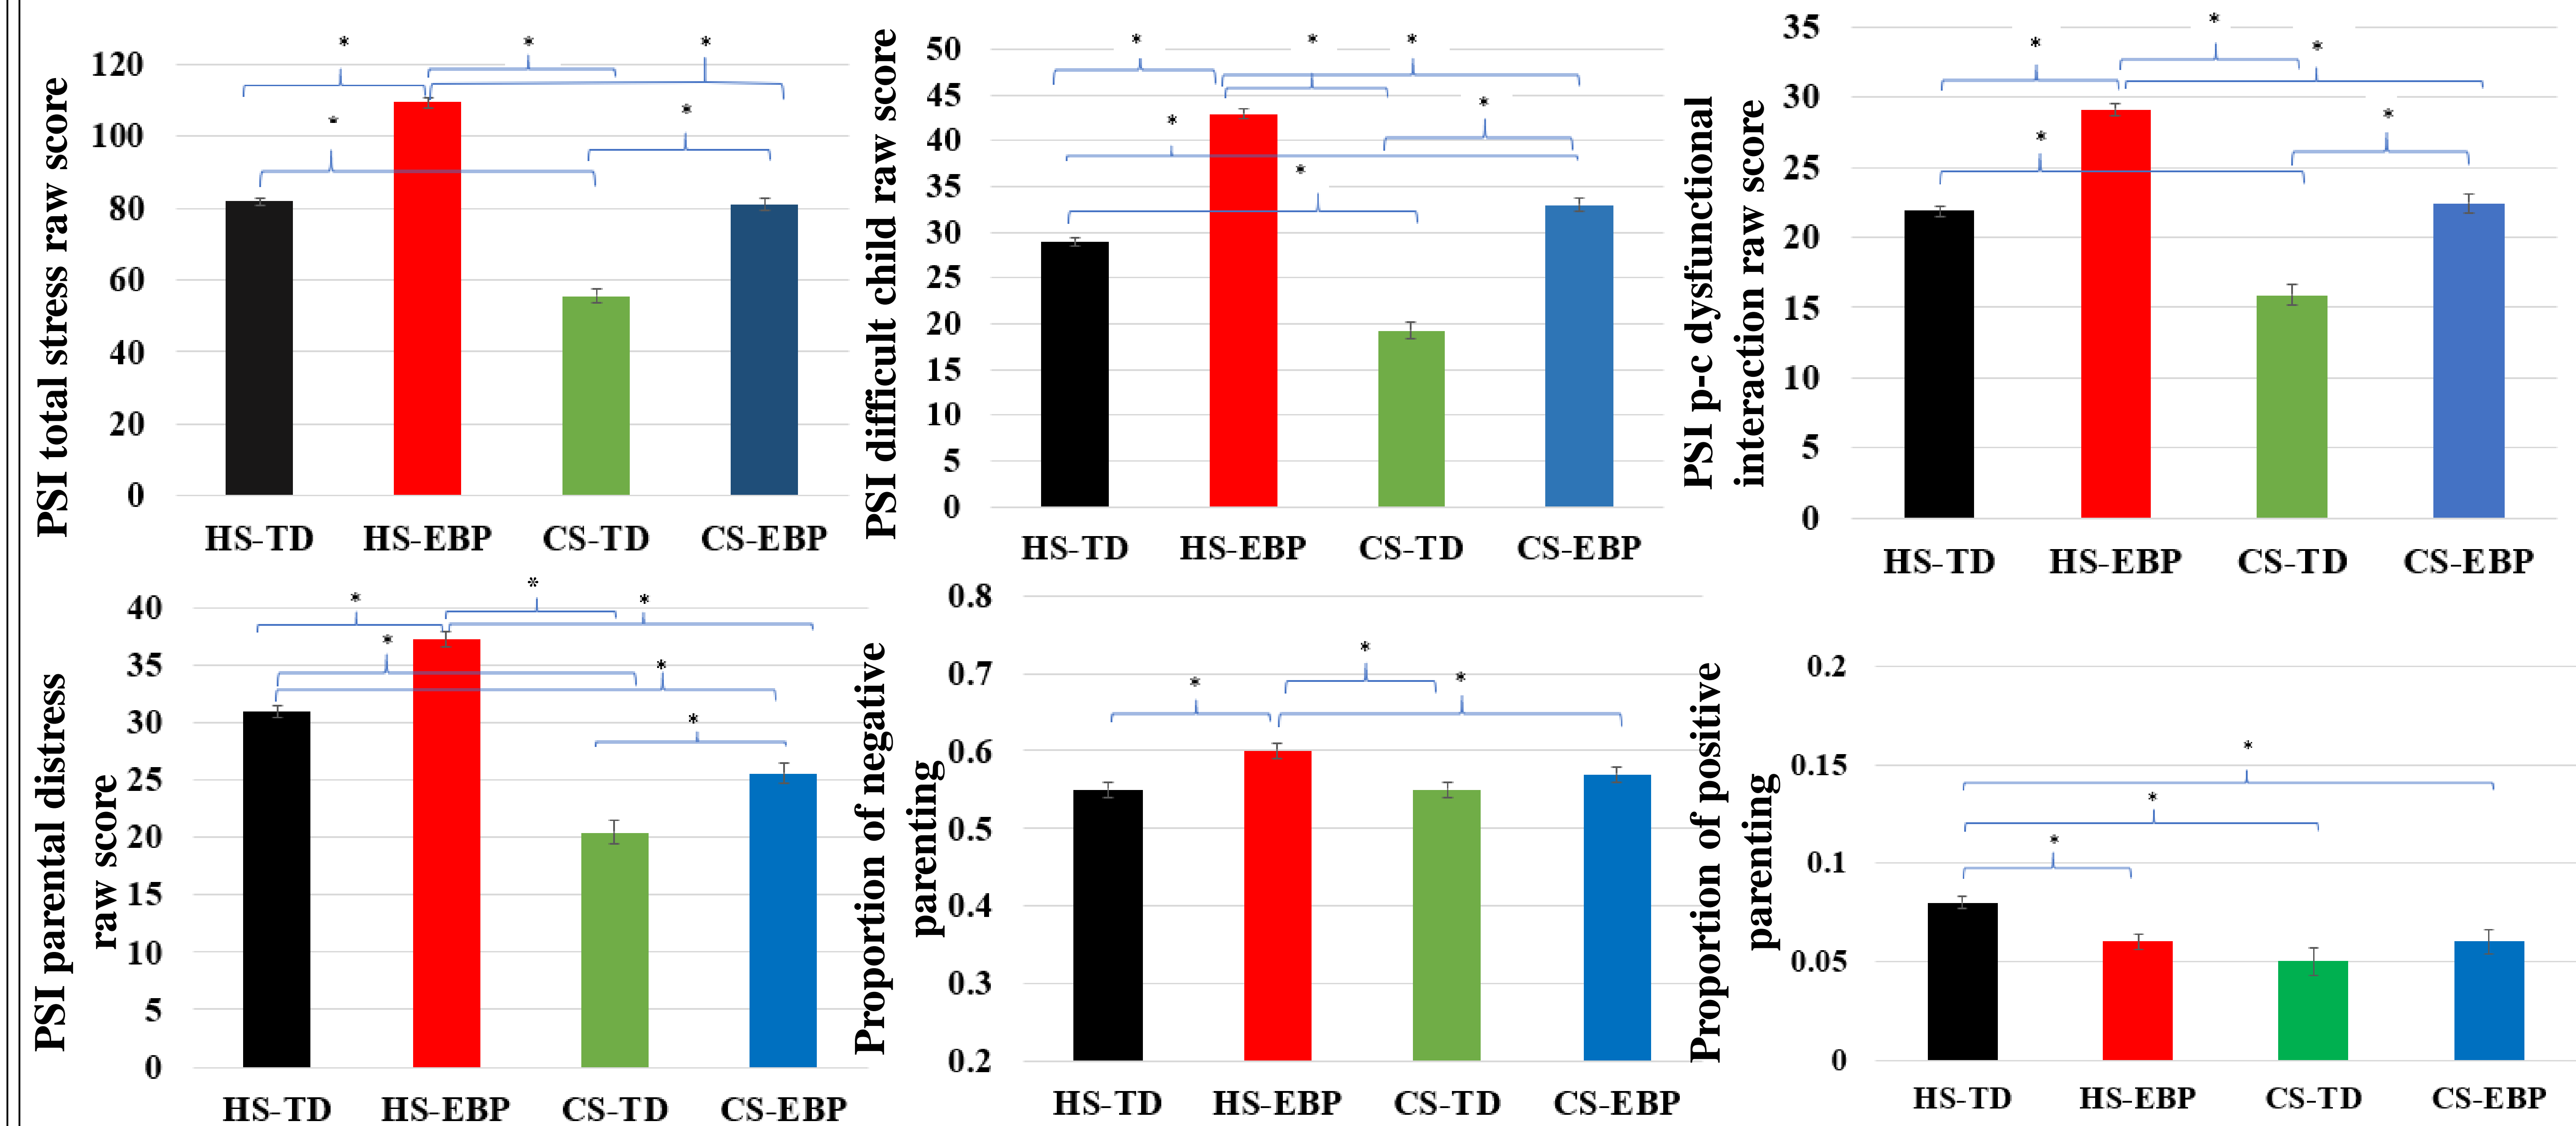 PSI total stress raw score
120
100
80
60
40
20
0
* * *
* *
HS-TD HS-EBP CS-TD CS-EBP
PSI difficult child raw score
50
45
40
35
30
25
20
15
10
5
0
* * *
* *
*
HS-TD HS-EBP CS-TD CS-EBP
PSI p-c dysfunctional
interaction raw score
35
30
25
20
15
10
5
0
* * *
* *
HS-TD HS-EBP CS-TD CS-EBP
PSI parental distress
raw score
40
35
30
25
20
15
10
5
0
* * *
* *
*
HS-TD HS-EBP CS-TD CS-EBP
Proportion of negative
parenting
0.8
0.7
0.6
0.5
0.4
0.3
0.2
* * *
HS-TD HS-EBP CS-TD CS-EBP
Proportion of positive
parenting
0.2
0.15
0.1
0.05
0
*
*
*
HS-TD HS-EBP CS-TD CS-EBP